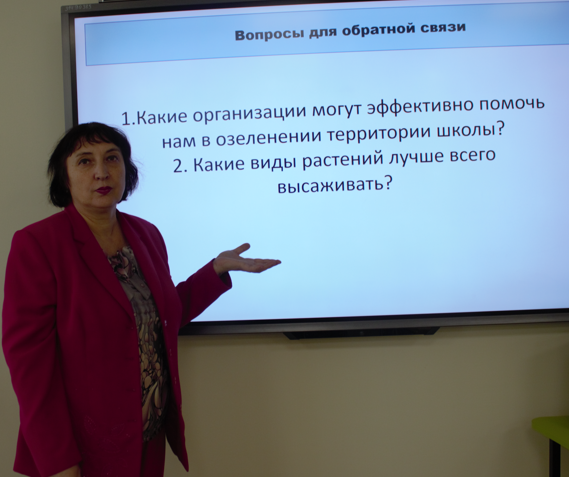 Вопросы для обратной связи
1.Какие организации могут эффективно помочь
нам в озеленении территории школы?
2. Какие виды растений лучше всего
высаживать?